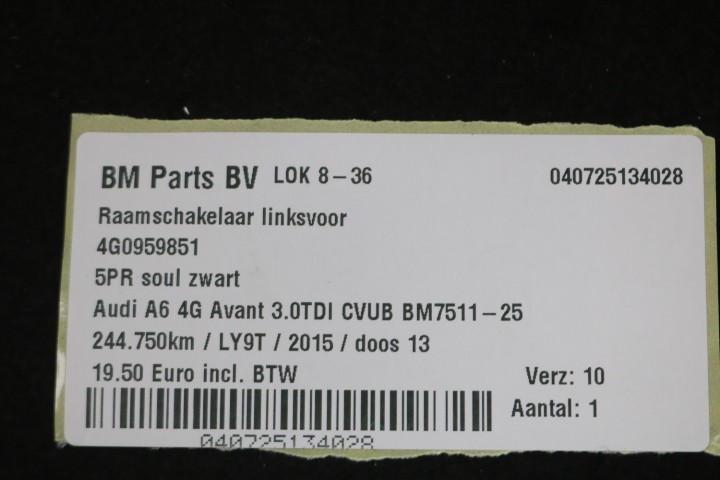 BM Parts BV LOK 8-36 040725134028
Raamschakelaar linksvoor
4G0959851
5PR soul zwart
Audi A6 4G Avant 3.0TDI CVUB BM7511-25
244.750km / LY9T / 2015 / doos 13
19.50 Euro incl. BTW Verz: 10
Aantal: 1
040725134028